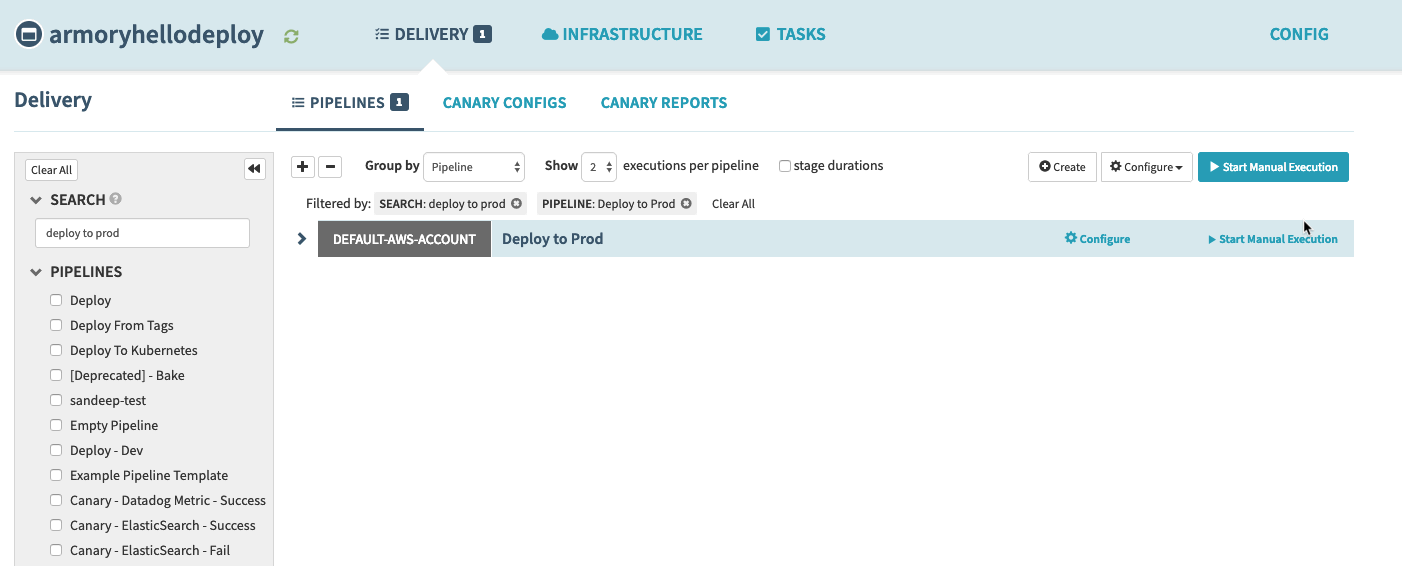 armoryhellodeploy DELIVERY 1 INFRASTRUCTURE TASKS CONFIG
Delivery PIPELINES 1 CANARY CONFIGS CANARY REPORTS
Clear All
SEARCH ?
deploy to prod
PIPELINES
Deploy
Deploy From Tags
Deploy To Kubernetes
[Deprecated] - Bake
sandeep-test
Empty Pipeline
Deploy - Dev
Example Pipeline Template
Canary - Datadog Metric - Success
Canary - ElasticSearch - Success
Canary - ElasticSearch - Fail
Group by Pipeline Show 2 executions per pipeline stage durations Create Configure Start Manual Execution
Filtered by: SEARCH: deploy to prod PIPELINE: Deploy to Prod Clear All
DEFAULT-AWS-ACCOUNT Deploy to Prod Configure Start Manual Execution